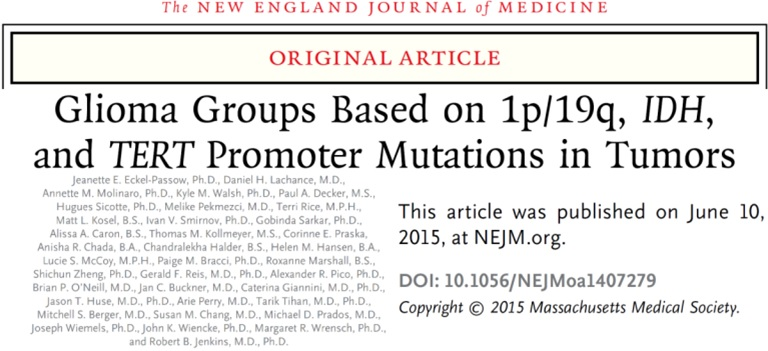 The NEW ENGLAND JOURNAL of MEDICINE
ORIGINAL ARTICLE
Glioma Groups Based on 1p/19q, IDH,
and TERT Promoter Mutations in Tumors
Jeanette E. Eckel-Passow, Ph.D., Daniel H. Lachance, M.D.,
Annette M. Molinaro, Ph.D., Kyle M. Walsh, Ph.D., Paul A. Decker, M.S.,
Hugues Sicotte, Ph.D., Melike Pekmezci, M.D., Terri Rice, M.P.H.,
Matt L. Kosel, B.S., Ivan V. Smirnov, Ph.D., Gobinda Sarkar, Ph.D.,
Alissa A. Caron, B.S., Thomas M. Kollmeyer, M.S., Corinne E. Praska,
Anisha R. Chada, B.A., Chandralekha Halder, B.S., Helen M. Hansen, B.A.,
Lucie S. McCoy, M.P.H., Paige M. Bracci, Ph.D., Roxanne Marshall, B.S.,
Shichun Zheng, Ph.D., Gerald F. Reis, M.D., Ph.D., Alexander R. Pico, Ph.D.,
Brian P. O'Neill, M.D., Jan C. Buckner, M.D., Caterina Giannini, M.D., Ph.D.,
Jason T. Huse, M.D., Ph.D., Arie Perry, M.D., Tarik Tihan, M.D., Ph.D.,
Mitchell S. Berger, M.D., Susan M. Chang, M.D., Michael D. Prados, M.D.,
Joseph Wiemels, Ph.D., John K. Wiencke, Ph.D., Margaret R. Wrensch, Ph.D.,
and Robert B. Jenkins, M.D., Ph.D.
This article was published on June 10,
2015, at NEJM.org.
DOI: 10.1056/NEJMoa1407279
Copyright © 2015 Massachusetts Medical Society.